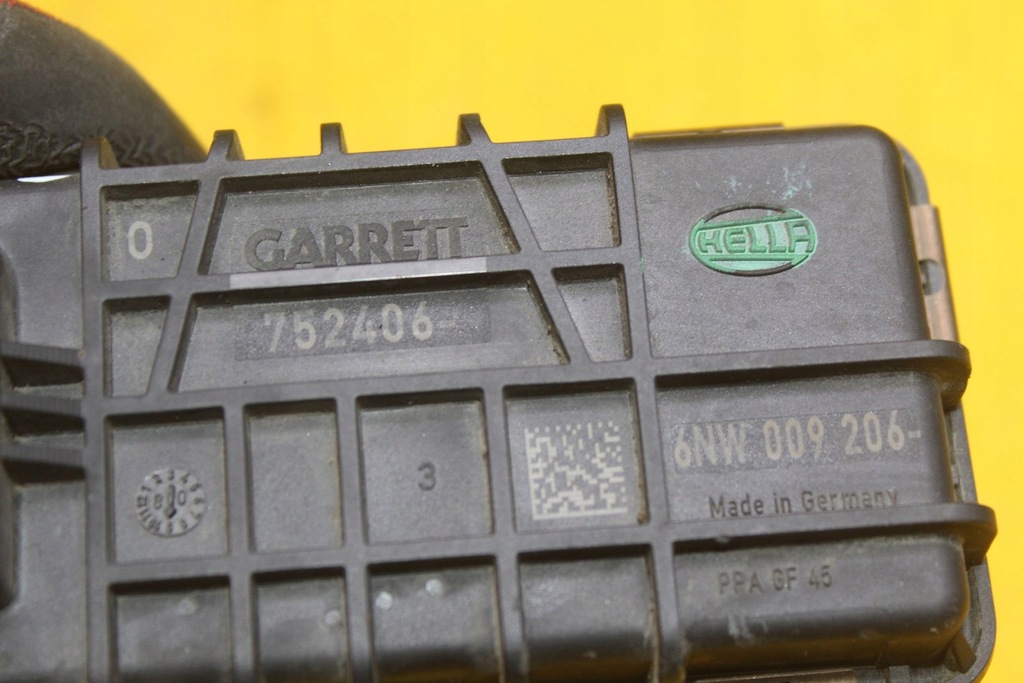 0
GARRETT
HELLA
752406-
6NW 009 206-
3
Made in Germany
PPA GF 45